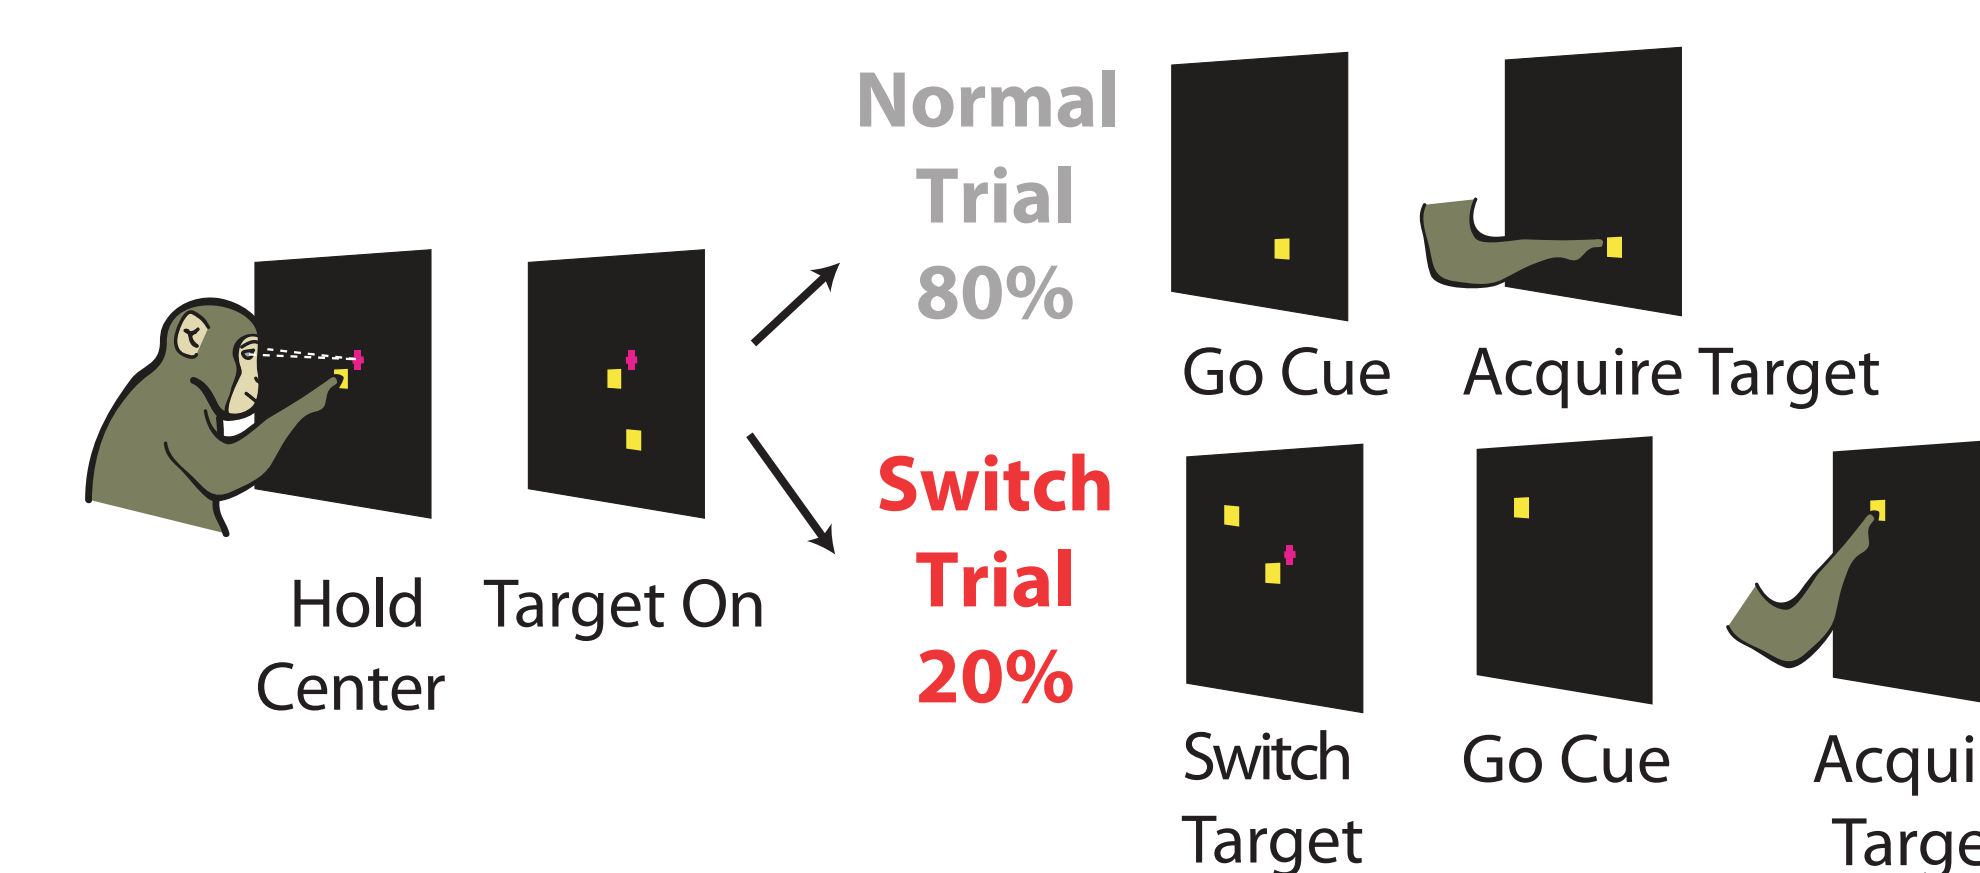 Normal
Trial
80%
Go Cue
Acquire Target
Hold
Center
Target On
Switch
Trial
20%
Switch
Target
Go Cue